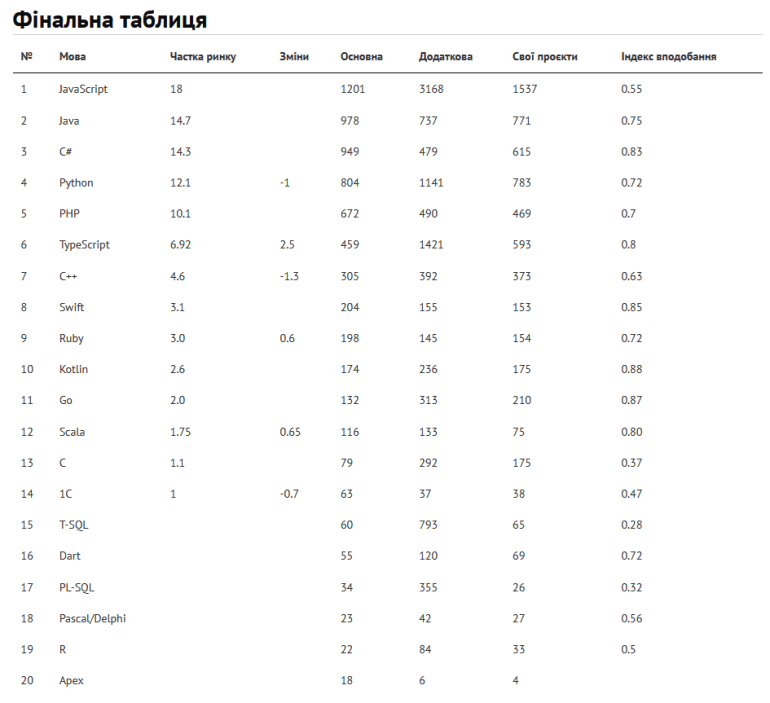 Фінальна таблиця
№ Мова Частка ринку Зміни Основна Додаткова Свої проєкти Індекс вподобання
1 JavaScript 18 1201 3168 1537 0.55
2 Java 14.7 978 737 771 0.75
3 C# 14.3 949 479 615 0.83
4 Python 12.1 -1 804 1141 783 0.72
5 PHP 10.1 672 490 469 0.7
6 TypeScript 6.92 2.5 459 1421 593 0.8
7 C++ 4.6 -1.3 305 392 373 0.63
8 Swift 3.1 204 155 153 0.85
9 Ruby 3.0 0.6 198 145 154 0.72
10 Kotlin 2.6 174 236 175 0.88
11 Go 2.0 132 313 210 0.87
12 Scala 1.75 0.65 116 133 75 0.80
13 C 1.1 79 292 175 0.37
14 1C 1 -0.7 63 37 38 0.47
15 T-SQL 60 793 65 0.28
16 Dart 55 120 69 0.72
17 PL-SQL 34 355 26 0.32
18 Pascal/Delphi 23 42 27 0.56
19 R 22 84 33 0.5
20 Apex 18 6 4